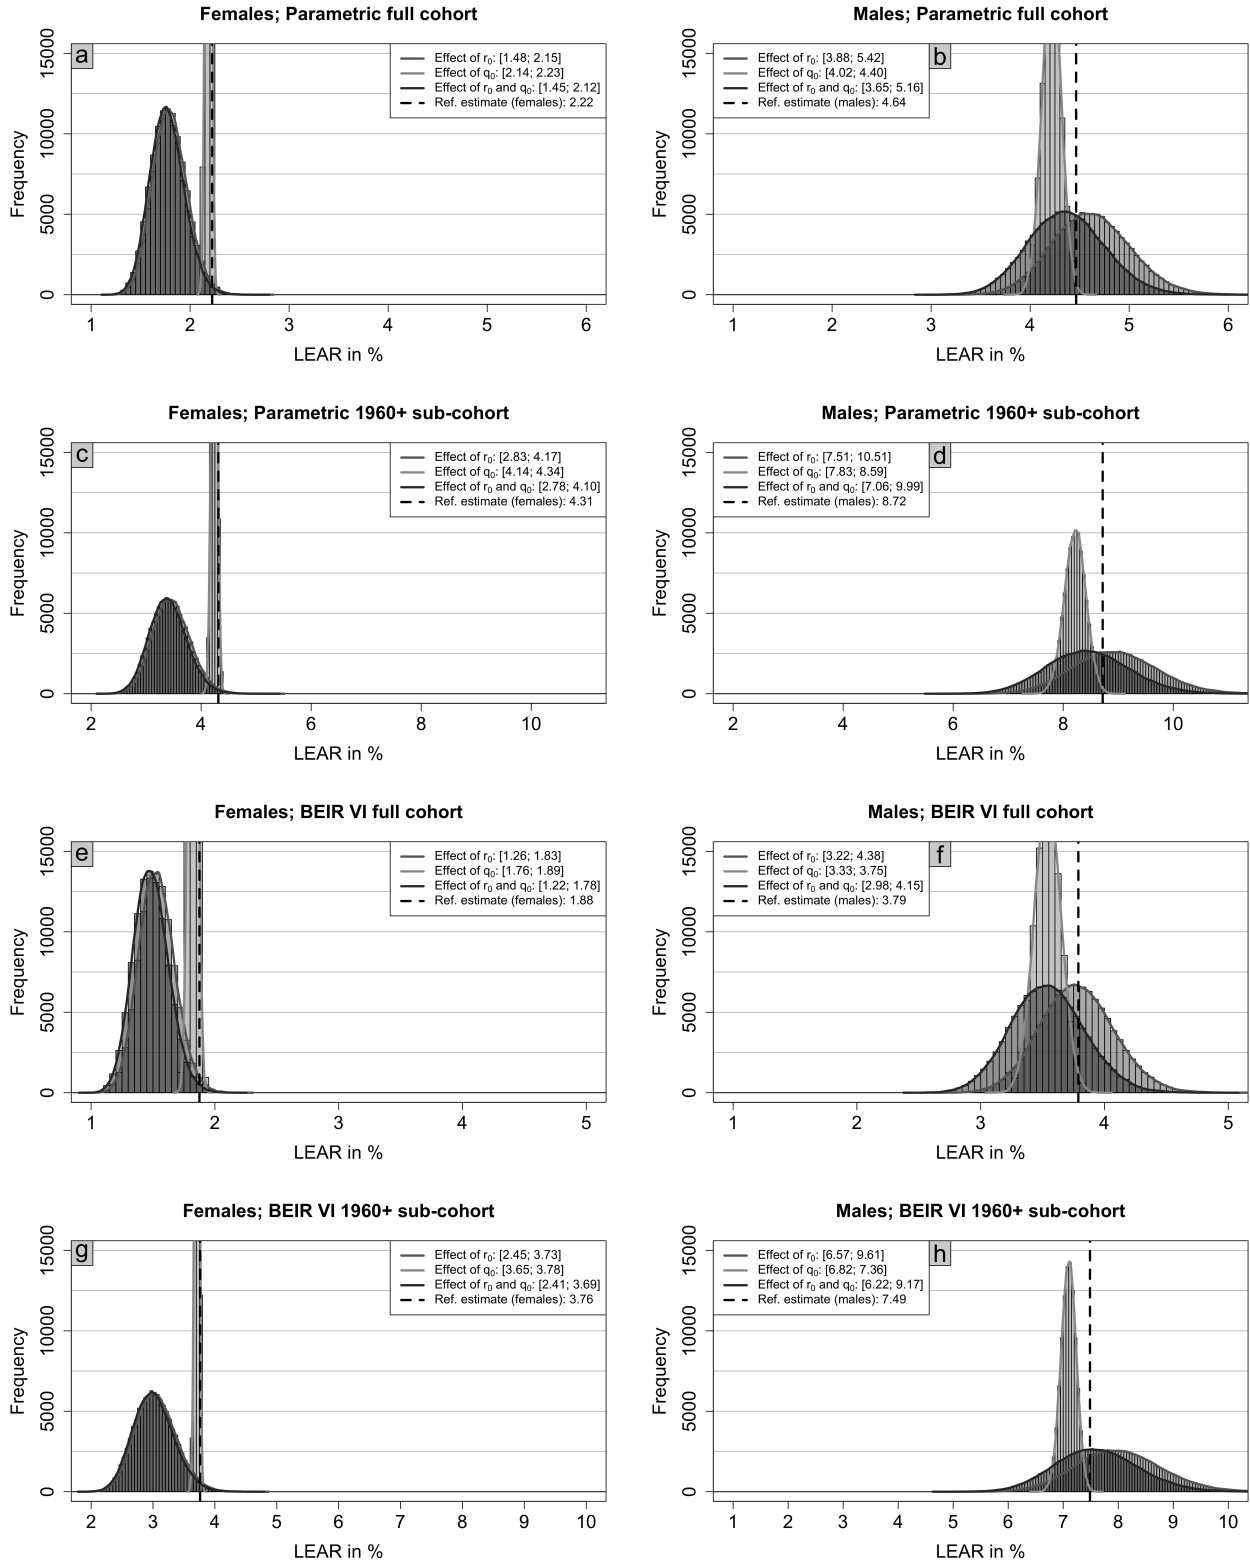 Females; Parametric full cohort
a
Effect of r0: [1.48; 2.15]
Effect of q0: [2.14; 2.23]
Effect of r0 and q0: [1.45; 2.12]
Ref. estimate (females): 2.22
Frequency
0 5000 10000 15000
1 2 3 4 5 6
LEAR in %
Males; Parametric full cohort
b
Effect of r0: [3.88; 5.42]
Effect of q0: [4.02; 4.40]
Effect of r0 and q0: [3.65; 5.16]
Ref. estimate (males): 4.64
Frequency
0 5000 10000 15000
1 2 3 4 5 6
LEAR in %
Females; Parametric 1960+ sub-cohort
c
Effect of r0: [2.83; 4.17]
Effect of q0: [4.14; 4.34]
Effect of r0 and q0: [2.78; 4.10]
Ref. estimate (females): 4.31
Frequency
0 5000 10000 15000
2 4 6 8 10
LEAR in %
Males; Parametric 1960+ sub-cohort
d
Effect of r0: [7.51; 10.51]
Effect of q0: [7.83; 8.59]
Effect of r0 and q0: [7.06; 9.99]
Ref. estimate (males): 8.72
Frequency
0 5000 10000 15000
2 4 6 8 10
LEAR in %
Females; BEIR VI full cohort
e
Effect of r0: [1.26; 1.83]
Effect of q0: [1.76; 1.89]
Effect of r0 and q0: [1.22; 1.78]
Ref. estimate (females): 1.88
Frequency
0 5000 10000 15000
1 2 3 4 5
LEAR in %
Males; BEIR VI full cohort
f
Effect of r0: [3.22; 4.38]
Effect of q0: [3.33; 3.75]
Effect of r0 and q0: [2.98; 4.15]
Ref. estimate (males): 3.79
Frequency
0 5000 10000 15000
1 2 3 4 5
LEAR in %
Females; BEIR VI 1960+ sub-cohort
g
Effect of r0: [2.45; 3.73]
Effect of q0: [3.65; 3.78]
Effect of r0 and q0: [2.41; 3.69]
Ref. estimate (females): 3.76
Frequency
0 5000 10000 15000
2 3 4 5 6 7 8 9 10
LEAR in %
Males; BEIR VI 1960+ sub-cohort
h
Effect of r0: [6.57; 9.61]
Effect of q0: [6.82; 7.36]
Effect of r0 and q0: [6.22; 9.17]
Ref. estimate (males): 7.49
Frequency
0 5000 10000 15000
1 2 3 4 5 6 7 8 9 10
LEAR in %